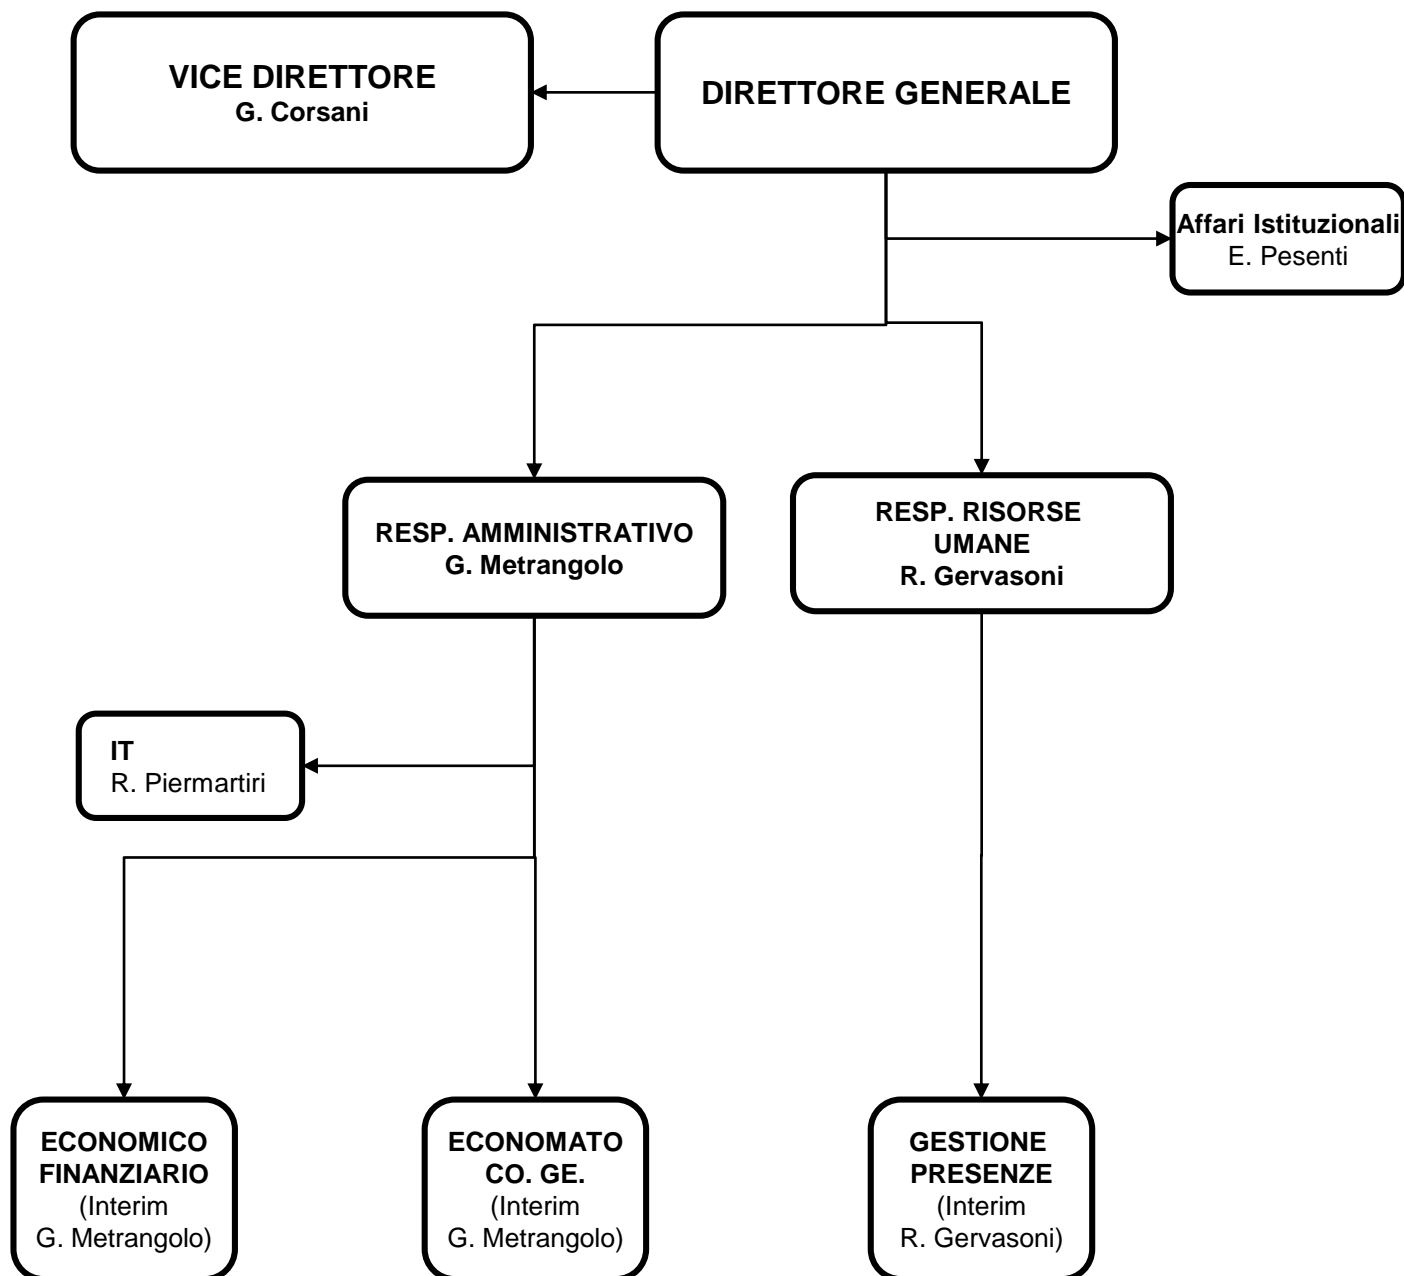 VICE DIRETTORE
G. Corsani
DIRETTORE GENERALE
Affari Istituzionali
E. Pesenti
RESP. AMMINISTRATIVO
G. Metrangolo
RESP. RISORSE
UMANE
R. Gervasoni
IT
R. Piermartiri
ECONOMICO
FINANZIARIO
(Interim
G. Metrangolo)
ECONOMATO
CO. GE.
(Interim
G. Metrangolo)
GESTIONE
PRESENZE
(Interim
R. Gervasoni)